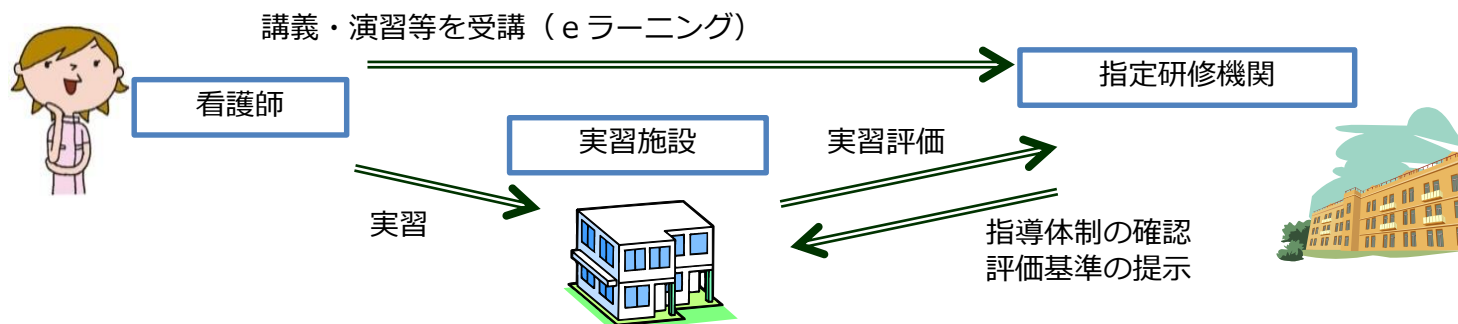 講義・演習等を受講（eラーニング）
看護師
指定研修機関
実習施設
実習評価
実習
指導体制の確認
評価基準の提示